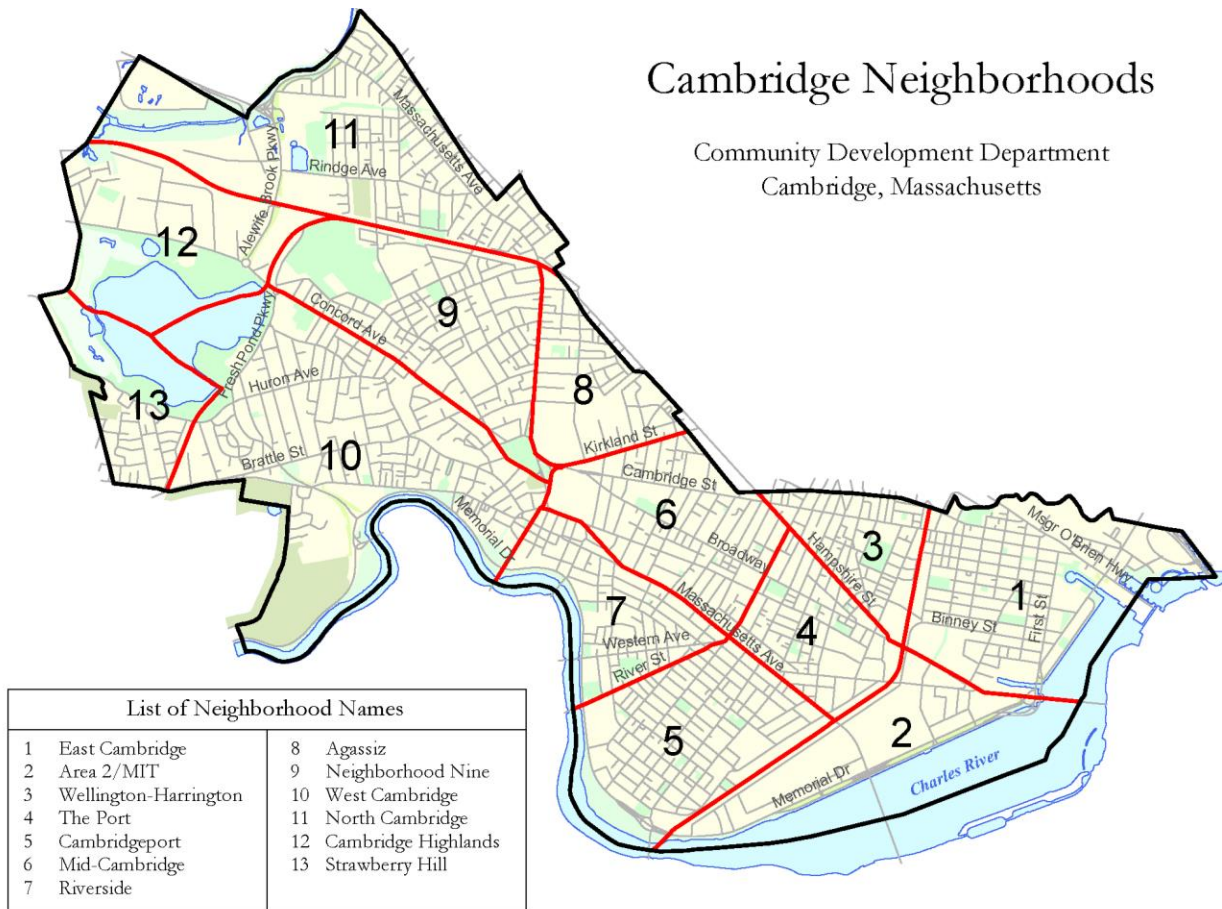 Cambridge Neighborhoods
Community Development Department
Cambridge, Massachusetts
11
Massachusetts Ave
Rindge Ave
Alewife Brook Pkwy
12
9
Concord Ave
Fresh Pond Pkwy
Huron Ave
8
13
Kirkland St
Brattle St
10
Cambridge St
6
Memorial Dr
Broadway
Hampshire St
3
Msgr O'Brien Hwy
1
First St
Binney St
7
Massachusetts Ave
4
Western Ave
River St
5
2
Memorial Dr
Charles River
List of Neighborhood Names
1 East Cambridge
2 Area 2/MIT
3 Wellington-Harrington
4 The Port
5 Cambridgeport
6 Mid-Cambridge
7 Riverside
8 Agassiz
9 Neighborhood Nine
10 West Cambridge
11 North Cambridge
12 Cambridge Highlands
13 Strawberry Hill